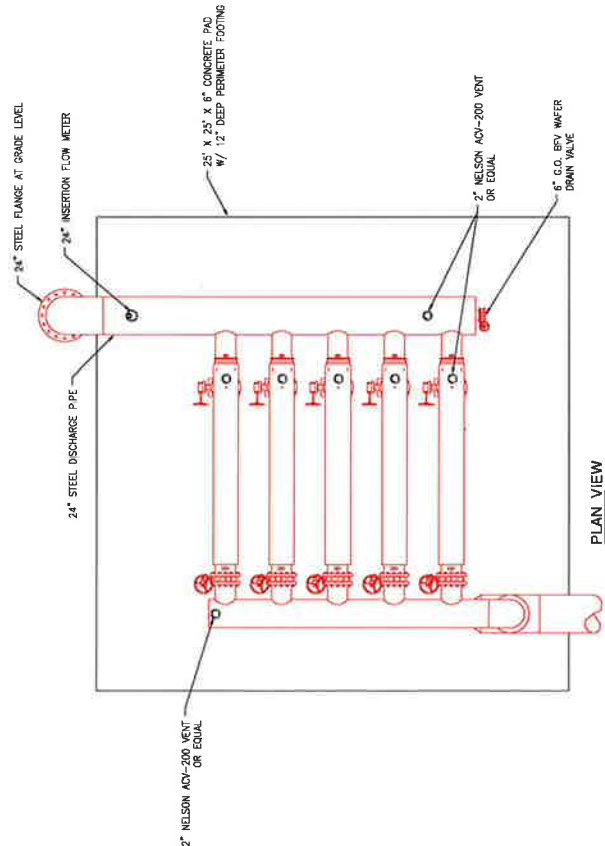 24" STEEL FLANGE AT GRADE LEVEL
24" INSERTION FLOW METER
25' X 25' X 6" CONCRETE PAD
W/ 12" DEEP PERIMETER FOOTING
24" STEEL DISCHARGE PIPE
2" NELSON ACV-200 VENT
OR EQUAL
6" G.O. BFV WAFER
DRAIN VALVE
2" NELSON ACV-200 VENT
OR EQUAL
PLAN VIEW